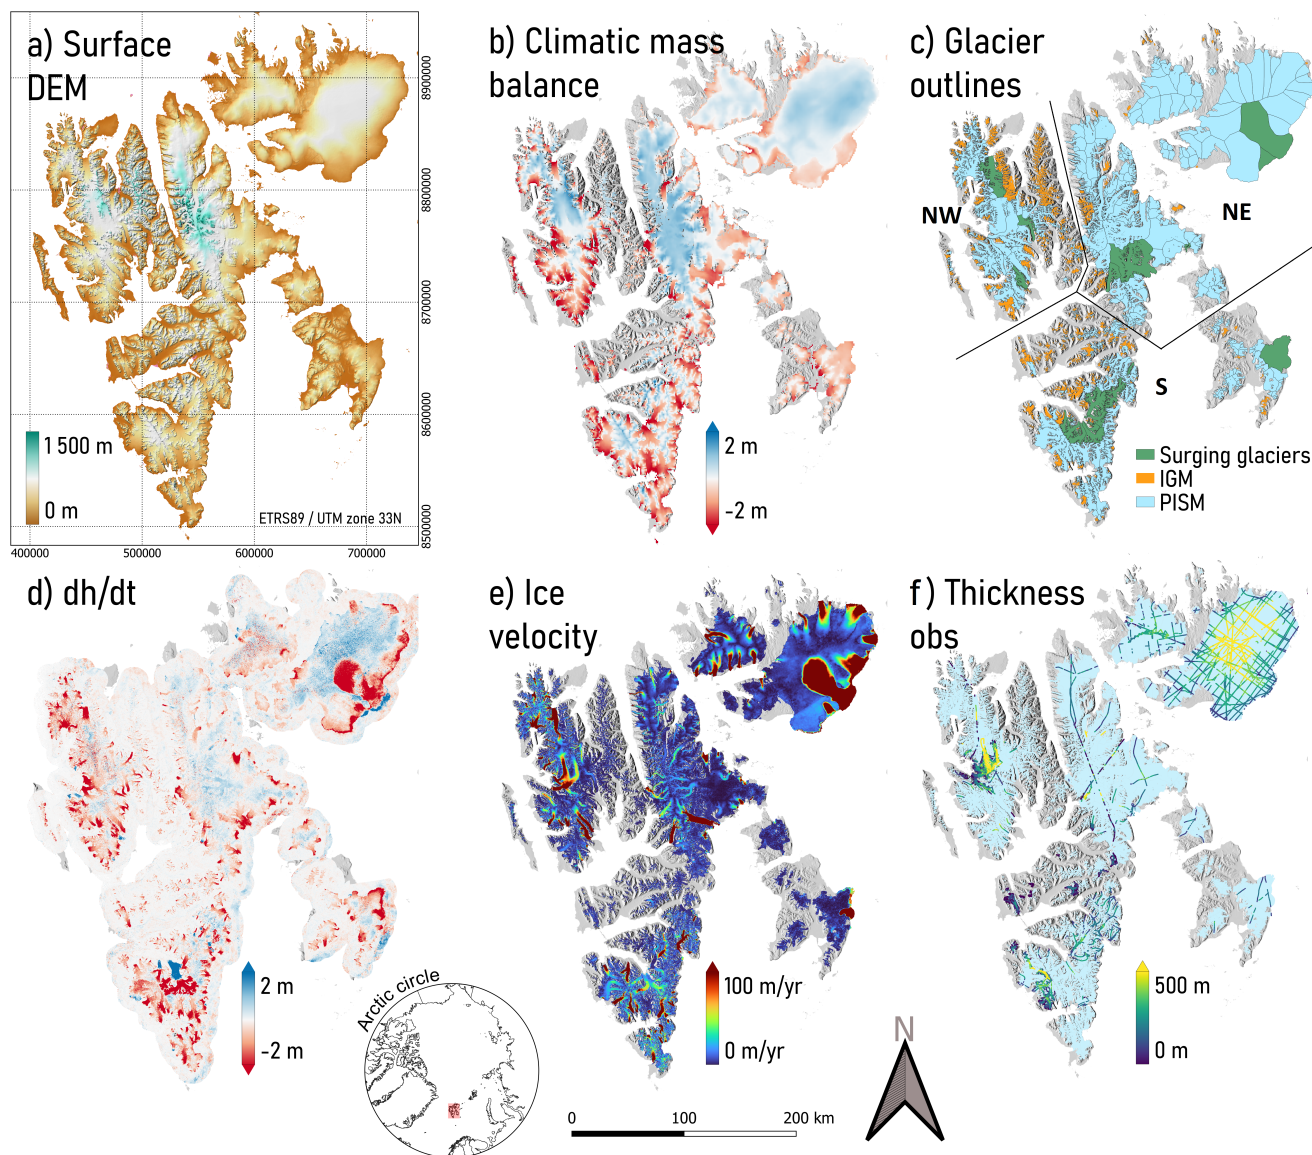 a) Surface
DEM
8900000
8800000
8700000
8600000
8500000
1 500 m
0 m
ETRS89 / UTM zone 33N
400000
500000
600000
700000
b) Climatic mass
balance
2 m
-2 m
c) Glacier
outlines
NW
NE
S
Surging glaciers
IGM
PISM
d) dh/dt
2 m
-2 m
Arctic circle
e) Ice
velocity
100 m/yr
0 m/yr
0
100
200 km
f) Thickness
obs
500 m
0 m
N